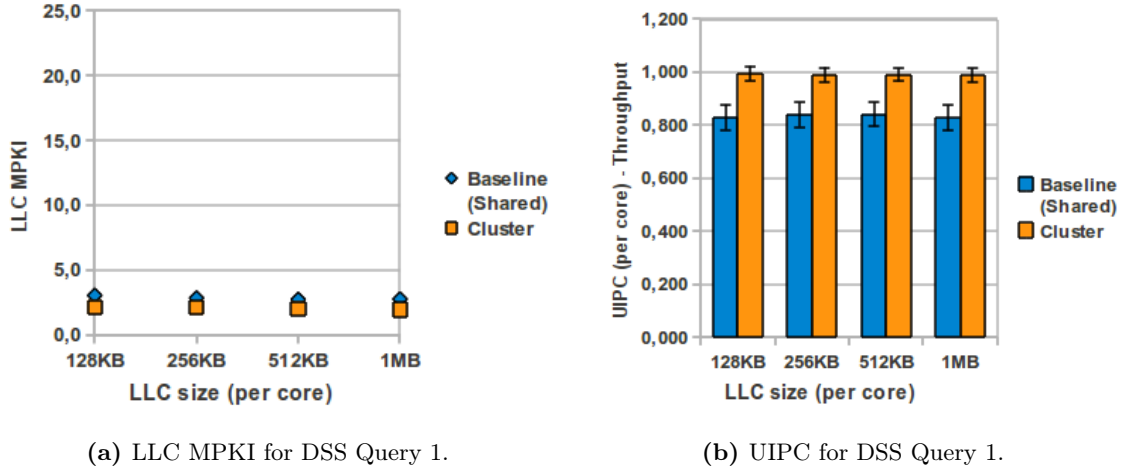 25,0
20,0
15,0
10,0
5,0
0,0
LLC MPKI
128KB 256KB 512KB 1MB
LLC size (per core)
Baseline
(Shared)
Cluster
(a) LLC MPKI for DSS Query 1.
1,200
1,000
0,800
0,600
0,400
0,200
0,000
UIPC (per core) - Throughput
128KB 256KB 512KB 1MB
LLC size (per core)
Baseline
(Shared)
Cluster
(b) UIPC for DSS Query 1.